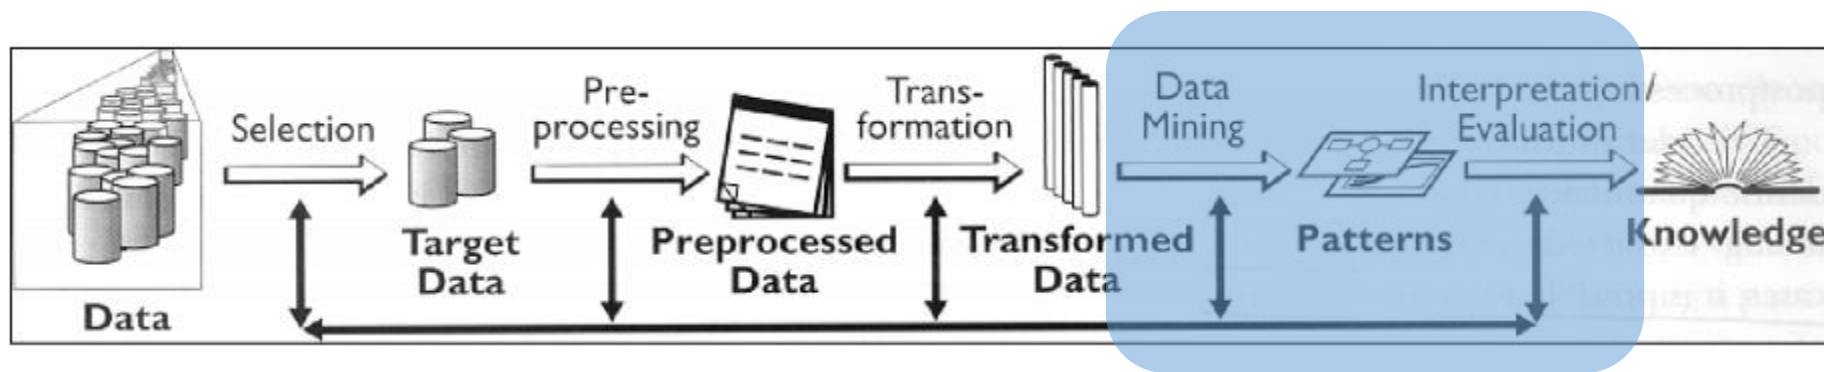 Selection
Pre-
processing
Trans-
formation
Data
Mining
Interpretation/
Evaluation
Data
Target
Data
Preprocessed
Data
Transformed
Data
Patterns
Knowledge